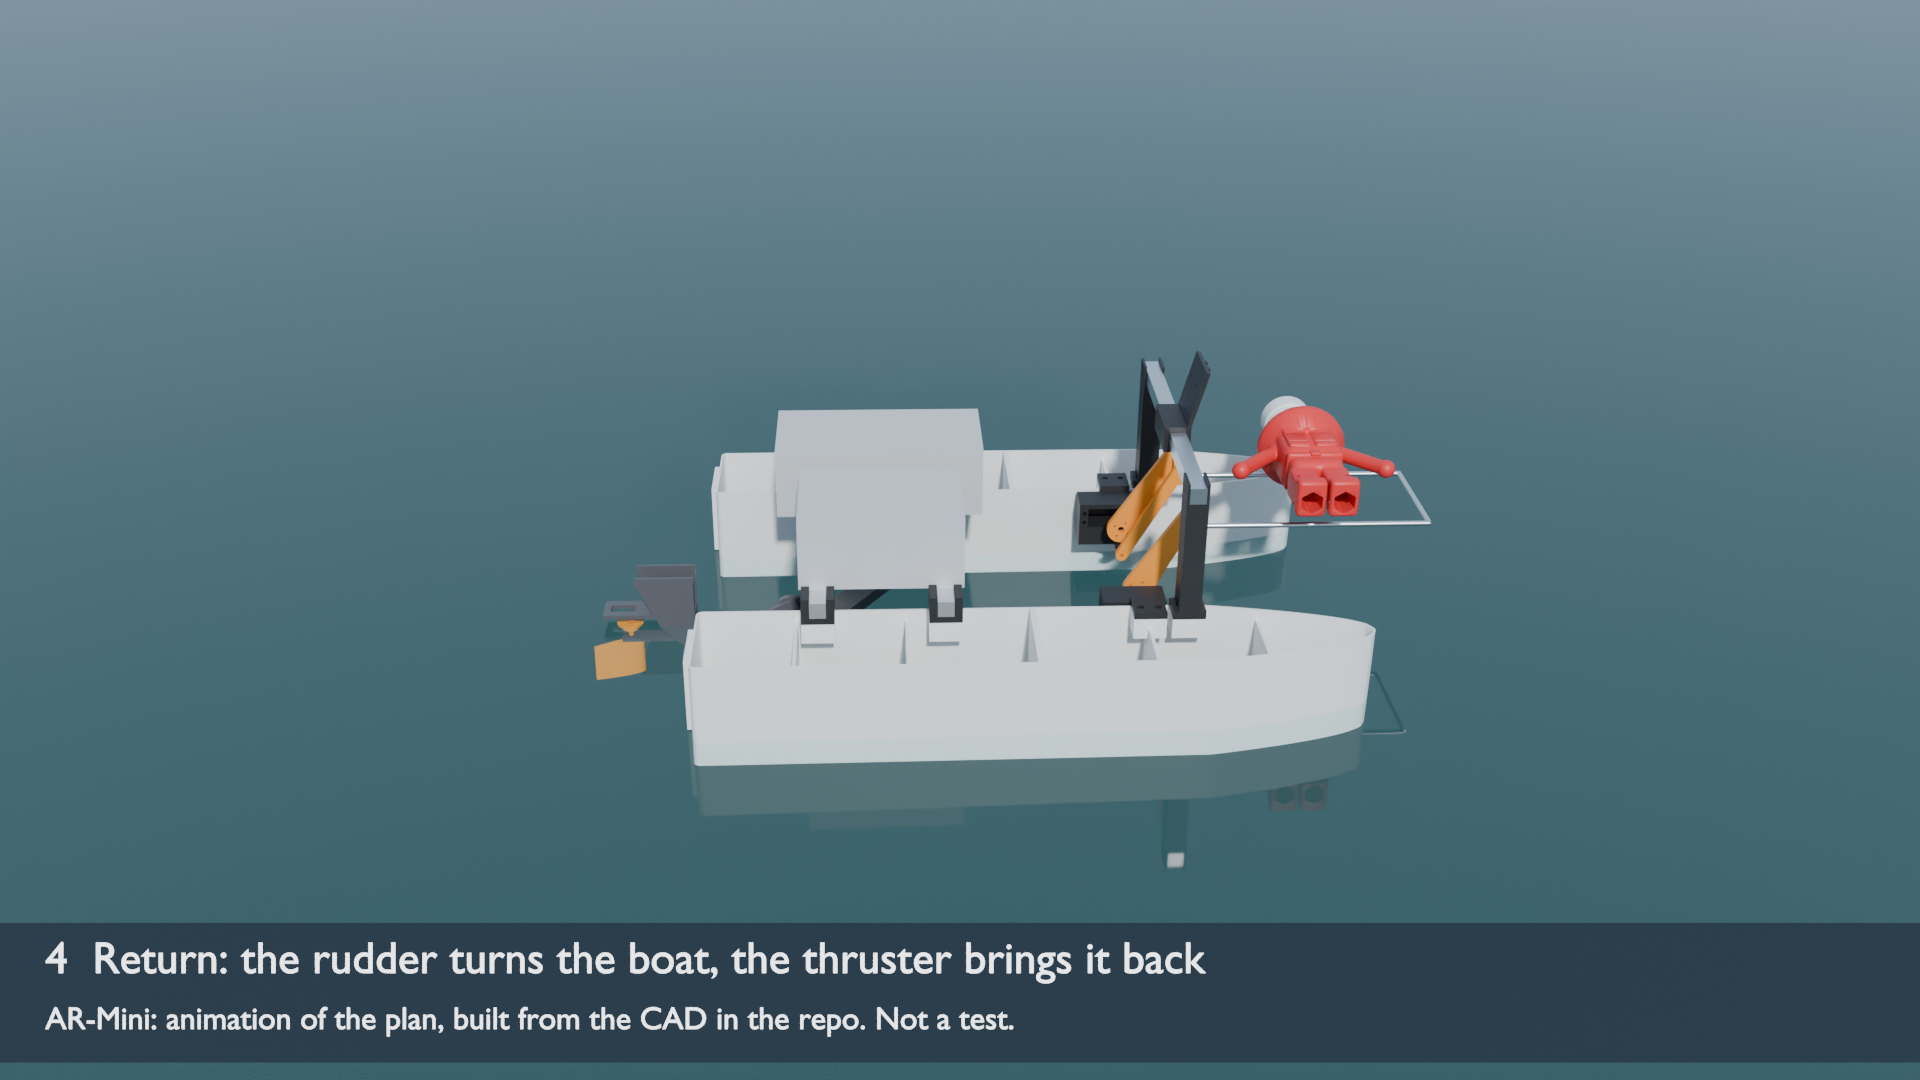 4 Return: the rudder turns the boat, the thruster brings it back
AR-Mini: animation of the plan, built from the CAD in the repo. Not a test.